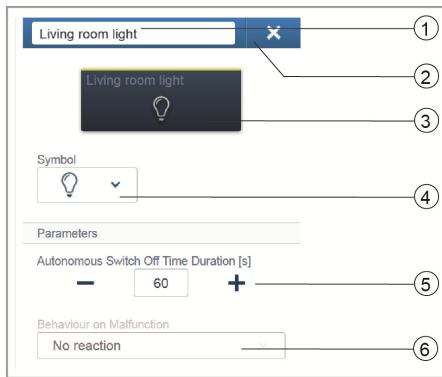 Living room light
1
2
Living room light
3
Symbol
4
Parameters
Autonomous Switch Off Time Duration [s]
60
5
Behaviour on Malfunction
No reaction
6